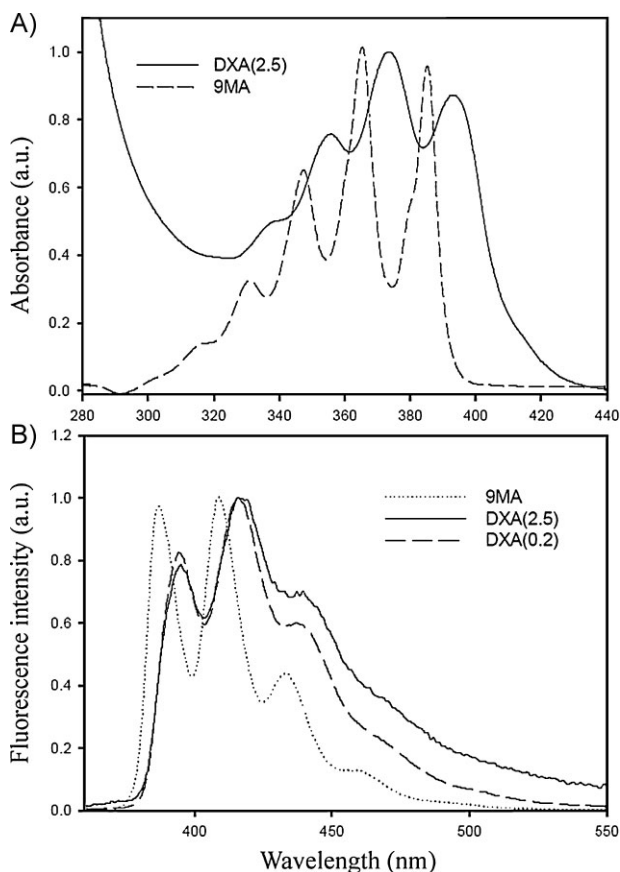 A)
DXA(2.5)
9MA
Absorbance (a.u.)
1.0
0.8
0.6
0.4
0.2
0.0
280 300 320 340 360 380 400 420 440
B)
9MA
DXA(2.5)
DXA(0.2)
Fluorescence intensity (a.u.)
1.2
1.0
0.8
0.6
0.4
0.2
0.0
400 450 500 550
Wavelength (nm)